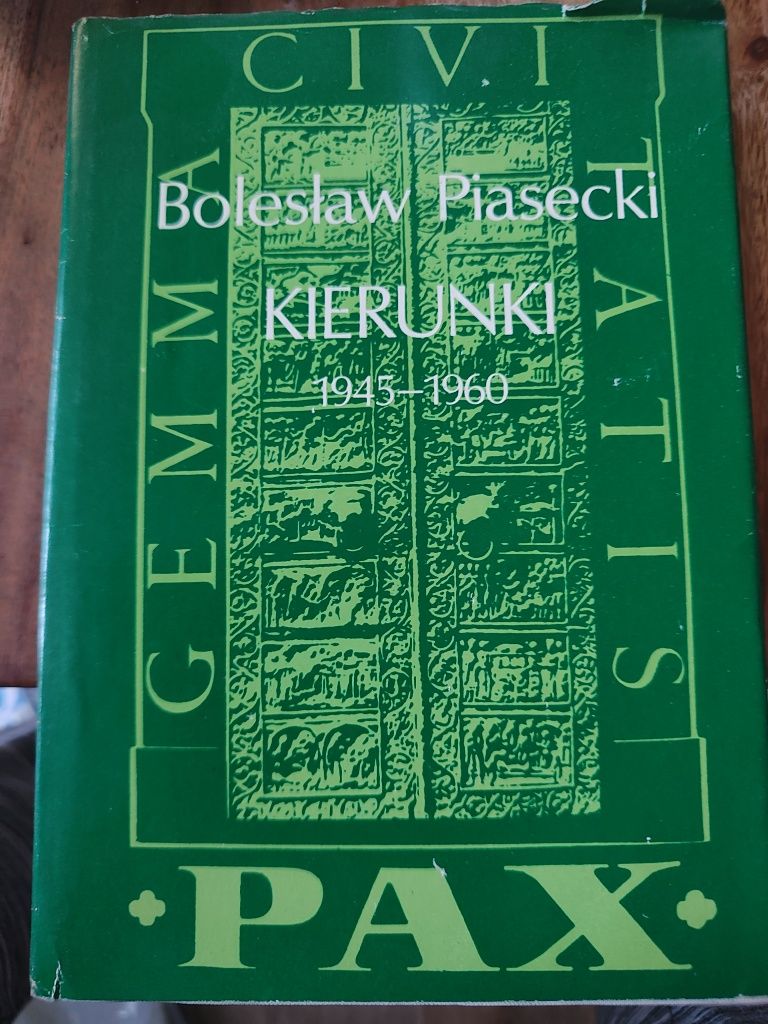 GEMMA
CIVI
TATIS
Bolesław Piasecki
KIERUNKI
1945–1960
PAX